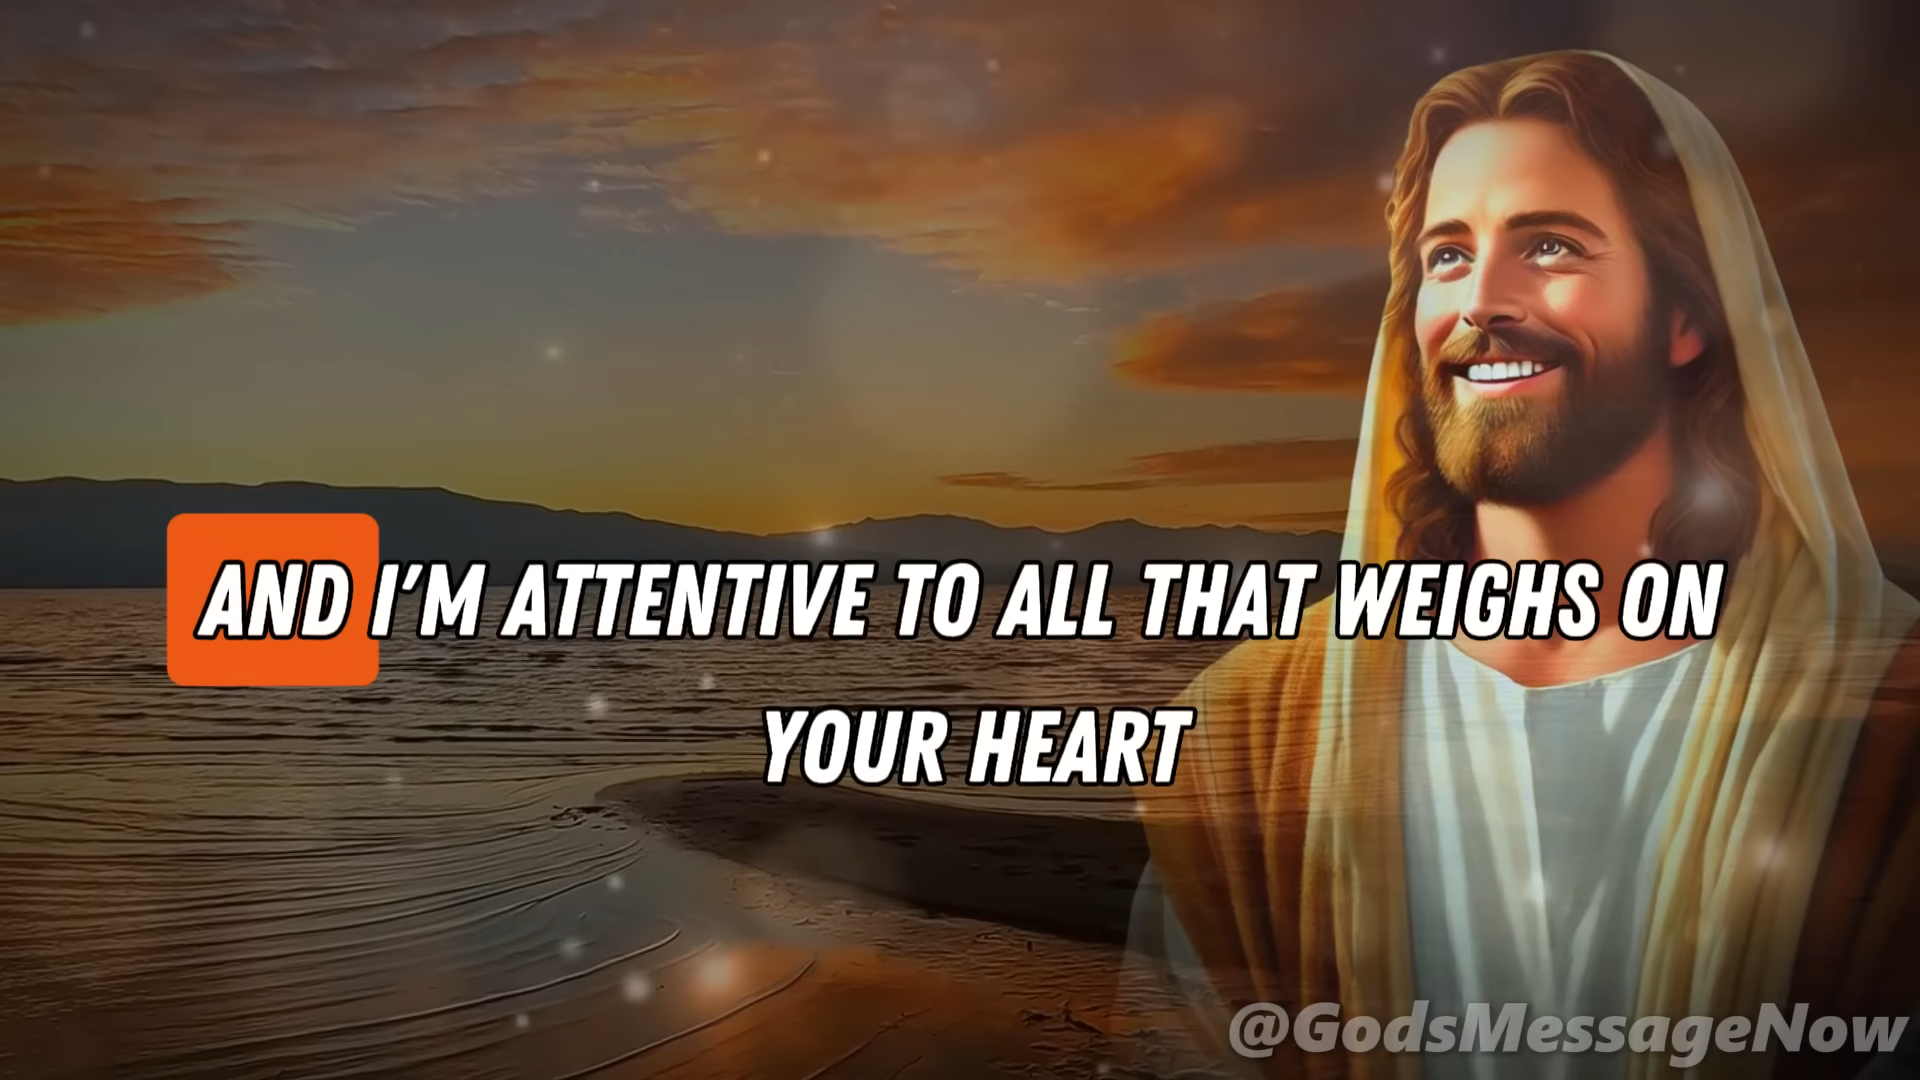 AND I'M ATTENTIVE TO ALL THAT WEIGHS ON
YOUR HEART
@GodsMessageNow